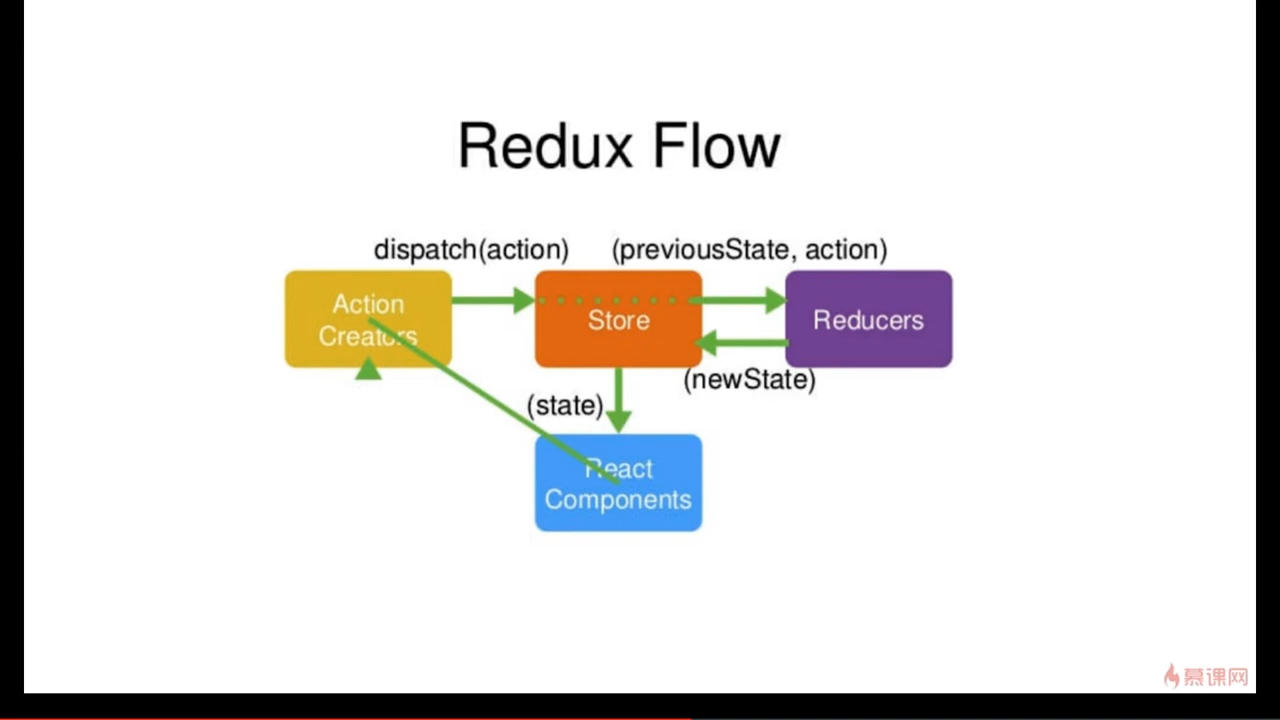 Redux Flow
dispatch(action)
(previousState, action)
Action
Creators
Store
Reducers
(newState)
(state)
React
Components
慕课网